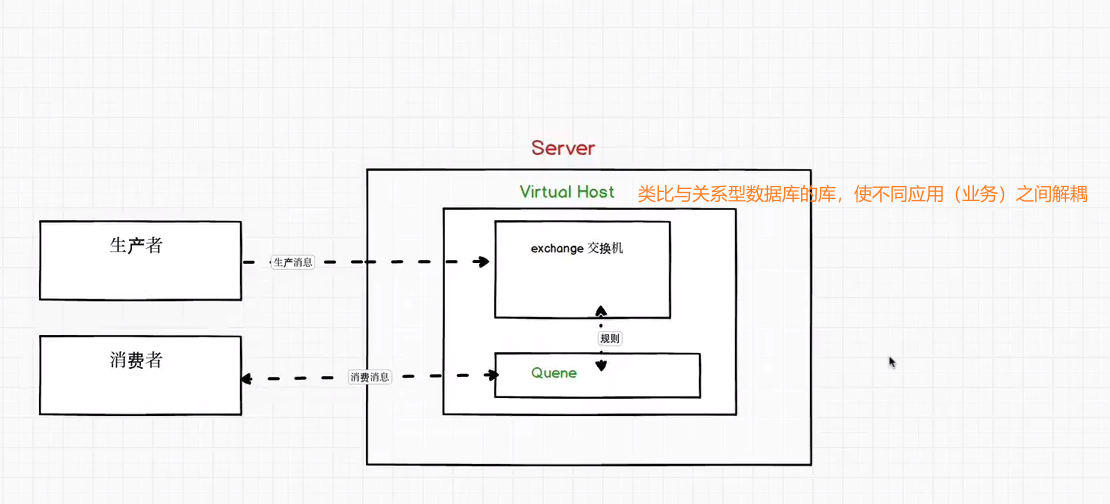 Server
Virtual Host
类比与关系型数据库的库，使不同应用（业务）之间解耦
生产者
生产消息
exchange 交换机
规则
消费者
消费消息
Quene